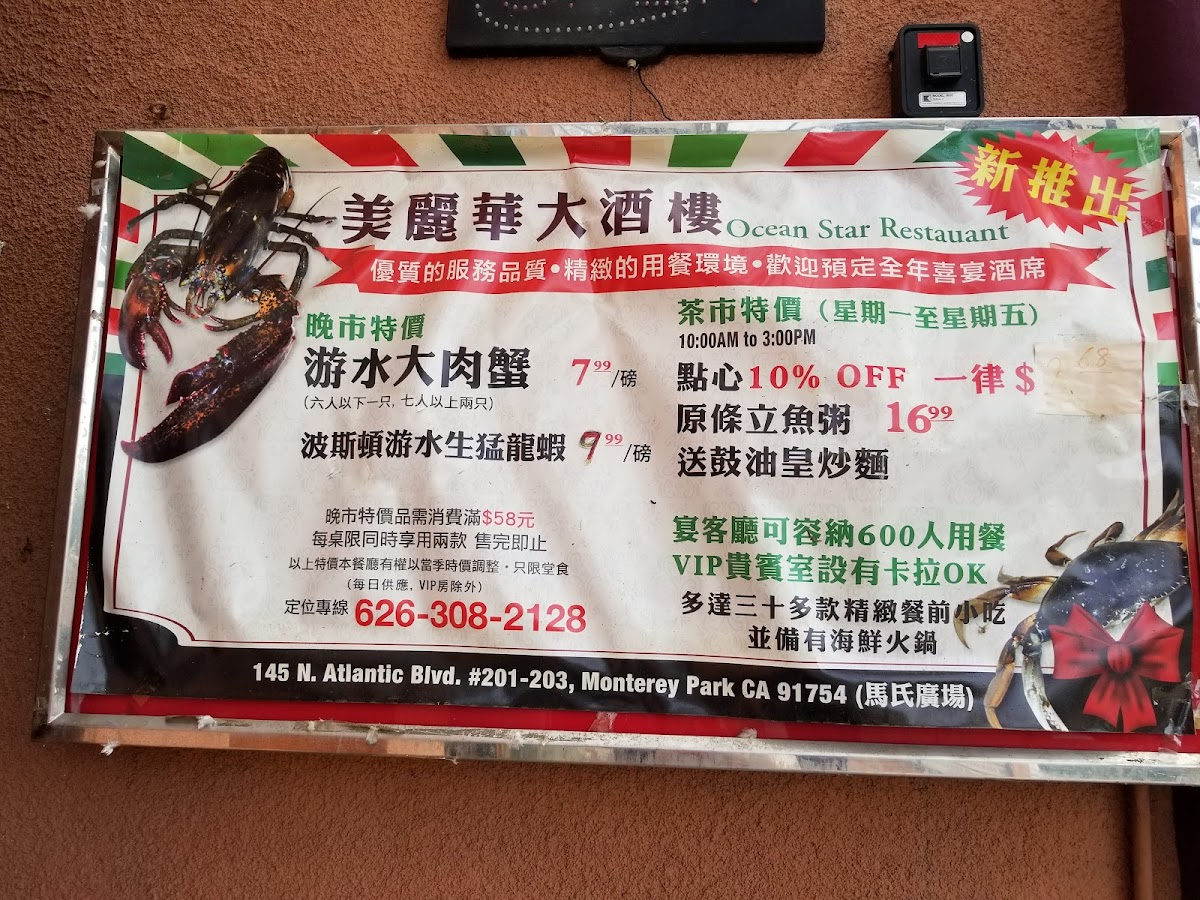 新推出
美麗華大酒樓 Ocean Star Restauant
優質的服務品質•精緻的用餐環境•歡迎預定全年喜宴酒席
晚市特價
游水大肉蟹 7.99/磅
(六人以下一只, 七人以上兩只)
波斯頓游水生猛龍蝦 9.99/磅
晚市特價品需消費滿$58元
每桌限同時享用兩款 售完即止
以上特價本餐廳有權以當季時價調整,只限堂食
(每日供應, VIP房除外)
定位專線 626-308-2128
茶市特價 (星期一至星期五)
10:00AM to 3:00PM
點心10% OFF 一律$ 68
原條立魚粥 16.99
送鼓油皇炒麵
宴客廳可容納600人用餐
VIP貴賓室設有卡拉OK
多達三十多款精緻餐前小吃
並備有海鮮火鍋
145 N. Atlantic Blvd. #201-203, Monterey Park CA 91754 (馬氏廣場)